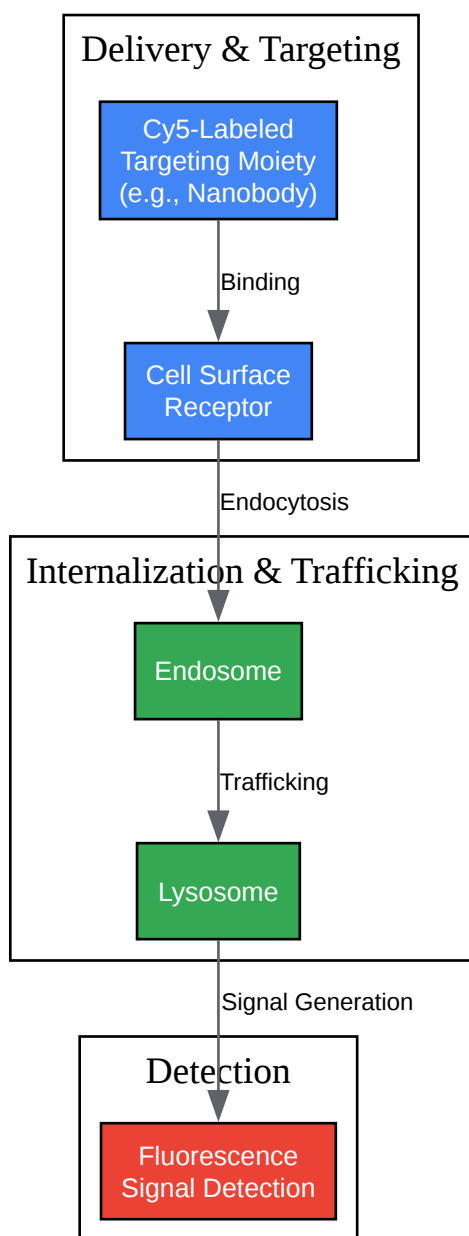 Delivery & Targeting
Cy5-Labeled
Targeting Moiety
(e.g., Nanobody)
Binding
Cell Surface
Receptor
Endocytosis
Internalization & Trafficking
Endosome
Trafficking
Lysosome
Signal Generation
Detection
Fluorescence
Signal Detection